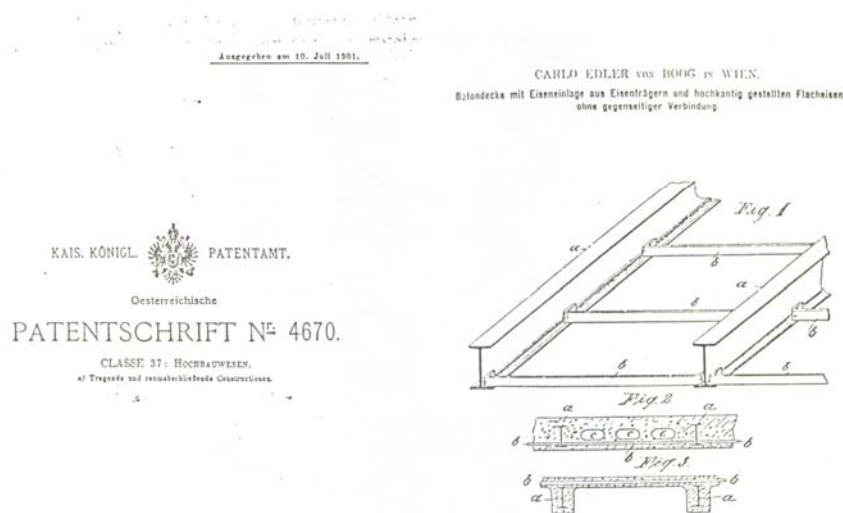 Ausgegeben am 10. Juli 1901.
KAIS. KÖNIGL. PATENTAMT.
Oesterreichische
PATENTSCHRIFT Nr. 4670.
CLASSE 37: HOCHBAUWESEN.
a) Tragende und raumabschließende Constructionen.
CARLO EDLER VON BOOG IN WIEN.
Betondecke mit Eiseneinlage aus Eisenträgern und hochkantig gestellten Flacheisen
ohne gegenseitiger Verbindung.
Fig. 1
a
b
b
a
b
b
b
Fig. 2
a
a
b
c
c
c
b
b
Fig. 3.
b
b
a
a